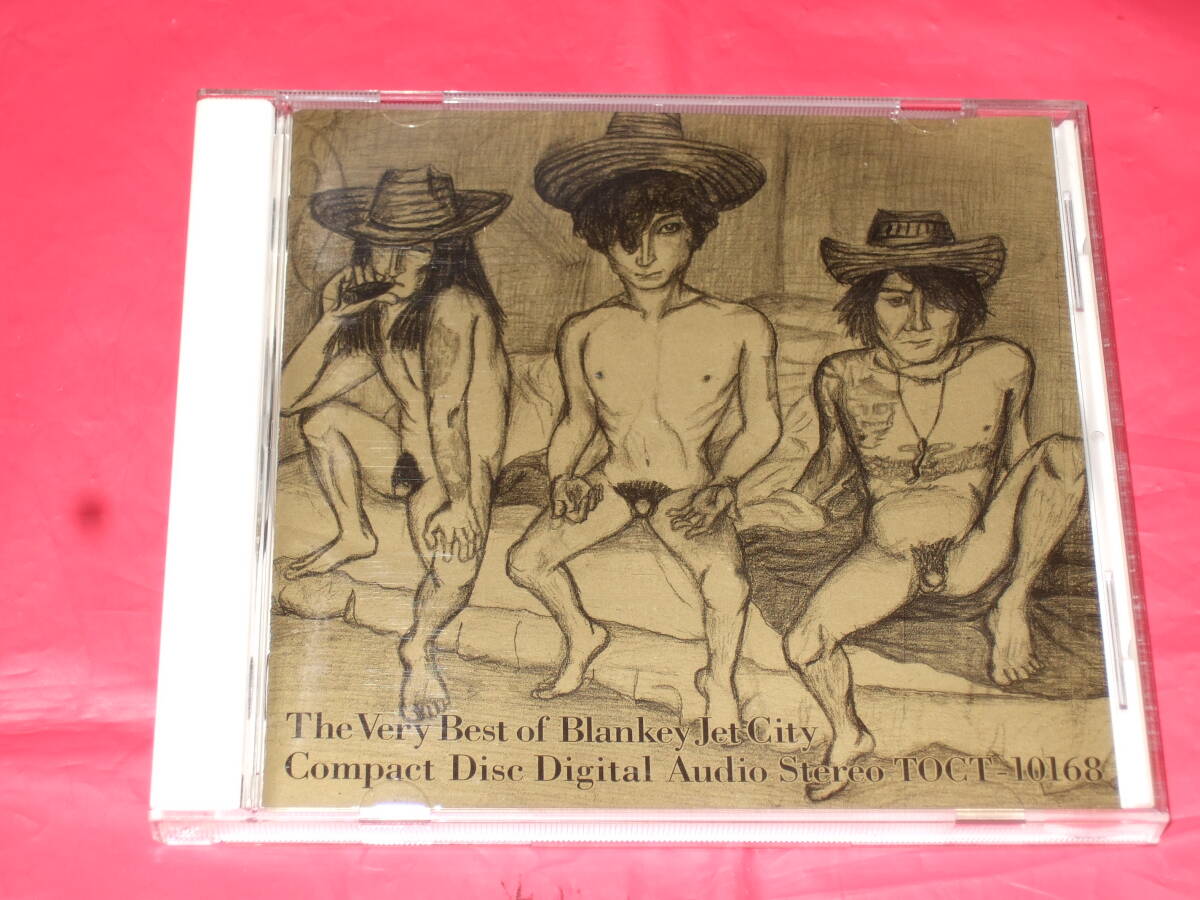 The Very Best of Blankey Jet City
Compact Disc Digital Audio Stereo TOCT-10168